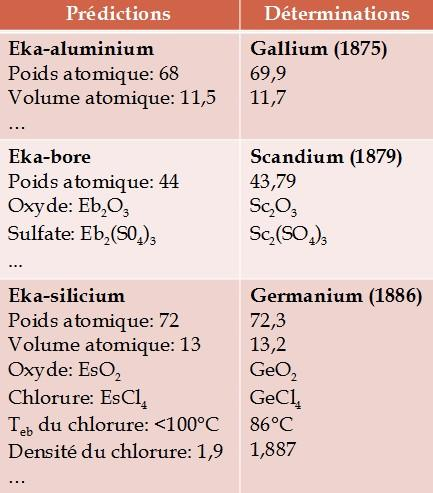 Prédictions Déterminations
Eka-aluminium Gallium (1875)
Poids atomique: 68 69,9
Volume atomique: 11,5 11,7
…
Eka-bore Scandium (1879)
Poids atomique: 44 43,79
Oxyde: Eb₂O₃ Sc₂O₃
Sulfate: Eb₂(S0₄)₃ Sc₂(SO₄)₃
...
Eka-silicium Germanium (1886)
Poids atomique: 72 72,3
Volume atomique: 13 13,2
Oxyde: EsO₂ GeO₂
Chlorure: EsCl₄ GeCl₄
Tₑb du chlorure: <100°C 86°C
Densité du chlorure: 1,9 1,887
…